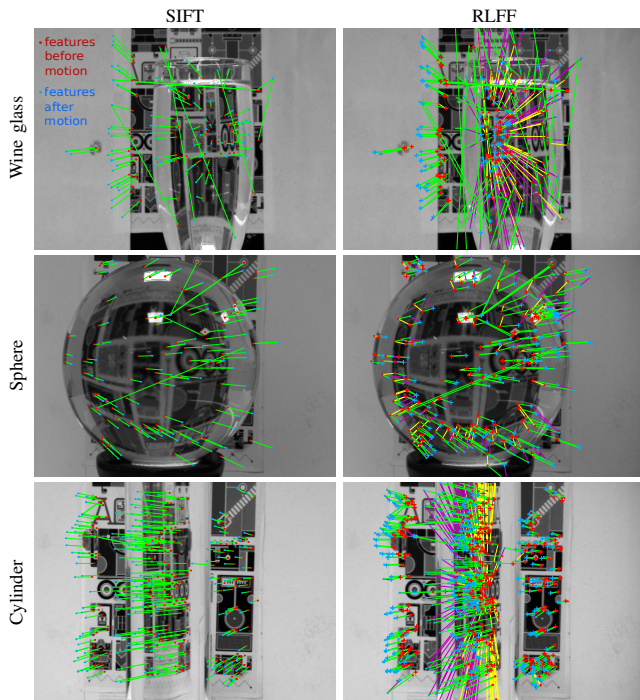 SIFT
RLFF
Wine glass
features
before
motion
features
after
motion
Sphere
Cylinder